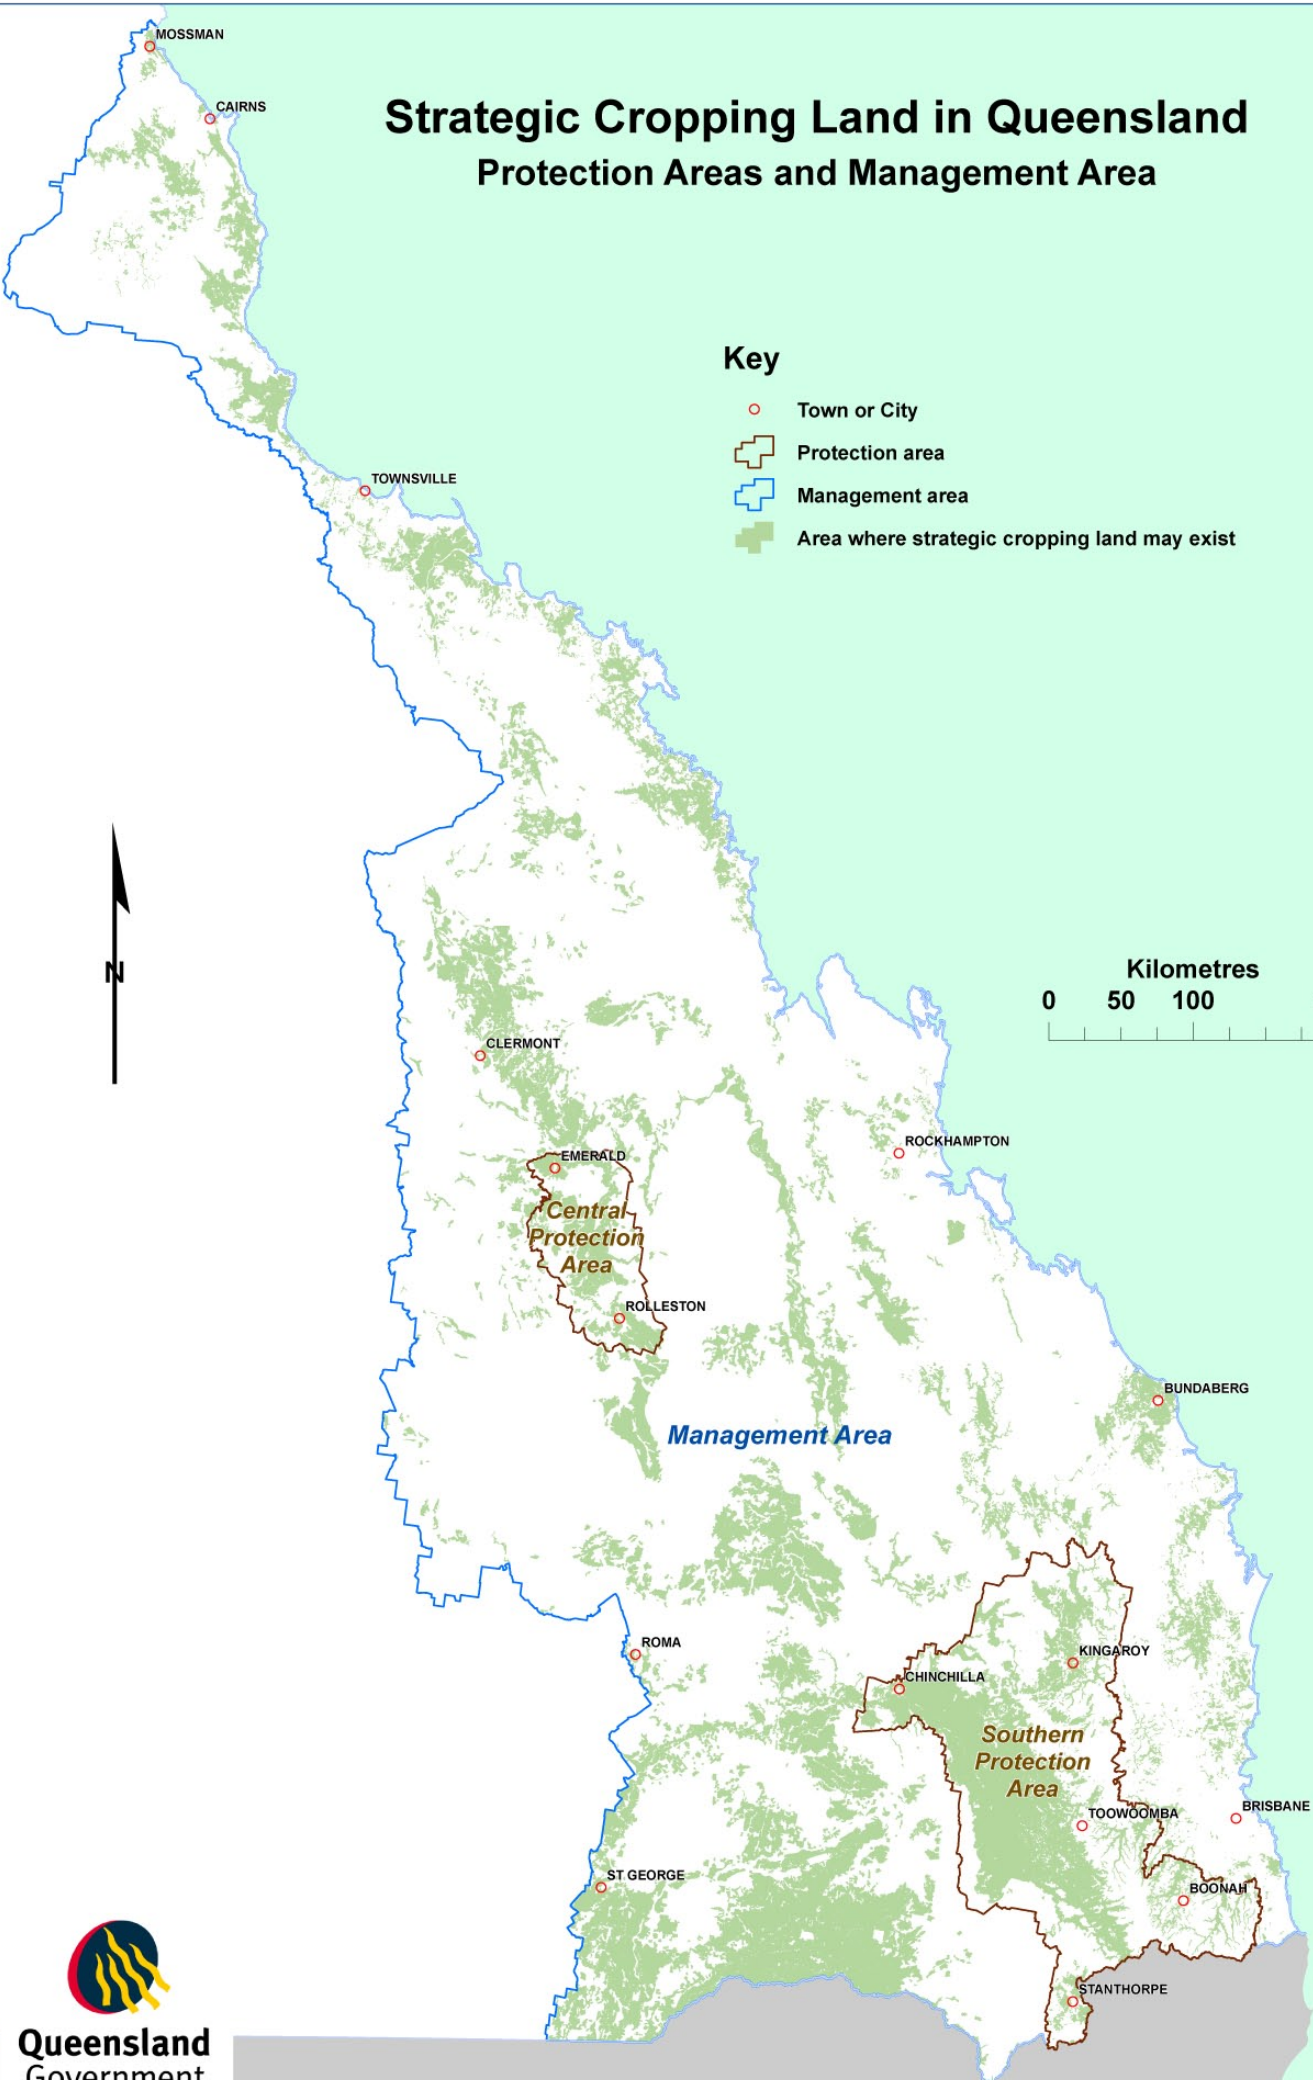 MOSSMAN
CAIRNS
Strategic Cropping Land in Queensland
Protection Areas and Management Area
Key
Town or City
Protection area
Management area
Area where strategic cropping land may exist
TOWNSVILLE
N
Kilometres
0 50 100
CLERMONT
ROCKHAMPTON
EMERALD
Central
Protection
Area
ROLLESTON
BUNDABERG
Management Area
ROMA
KINGAROY
CHINCHILLA
Southern
Protection
Area
TOOWOOMBA
BRISBANE
ST GEORGE
BOONAH
STANTHORPE
Queensland
Government